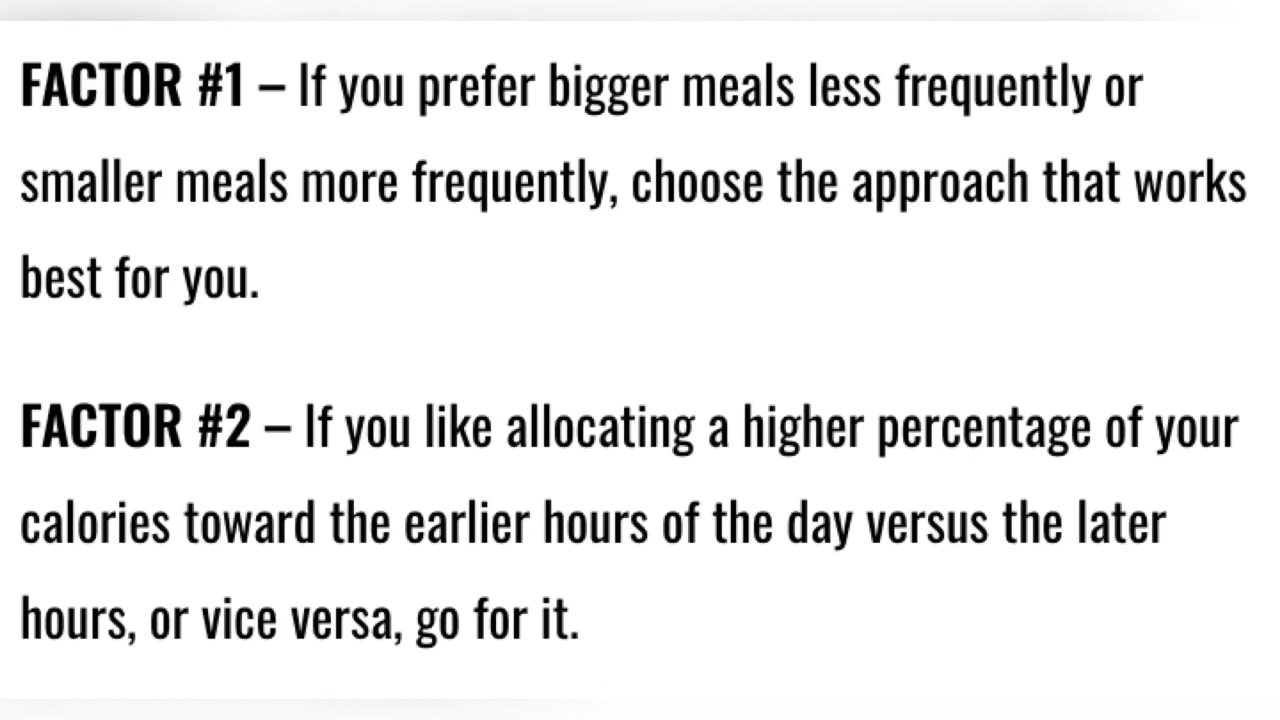 FACTOR #1 – If you prefer bigger meals less frequently or
smaller meals more frequently, choose the approach that works
best for you.
FACTOR #2 – If you like allocating a higher percentage of your
calories toward the earlier hours of the day versus the later
hours, or vice versa, go for it.